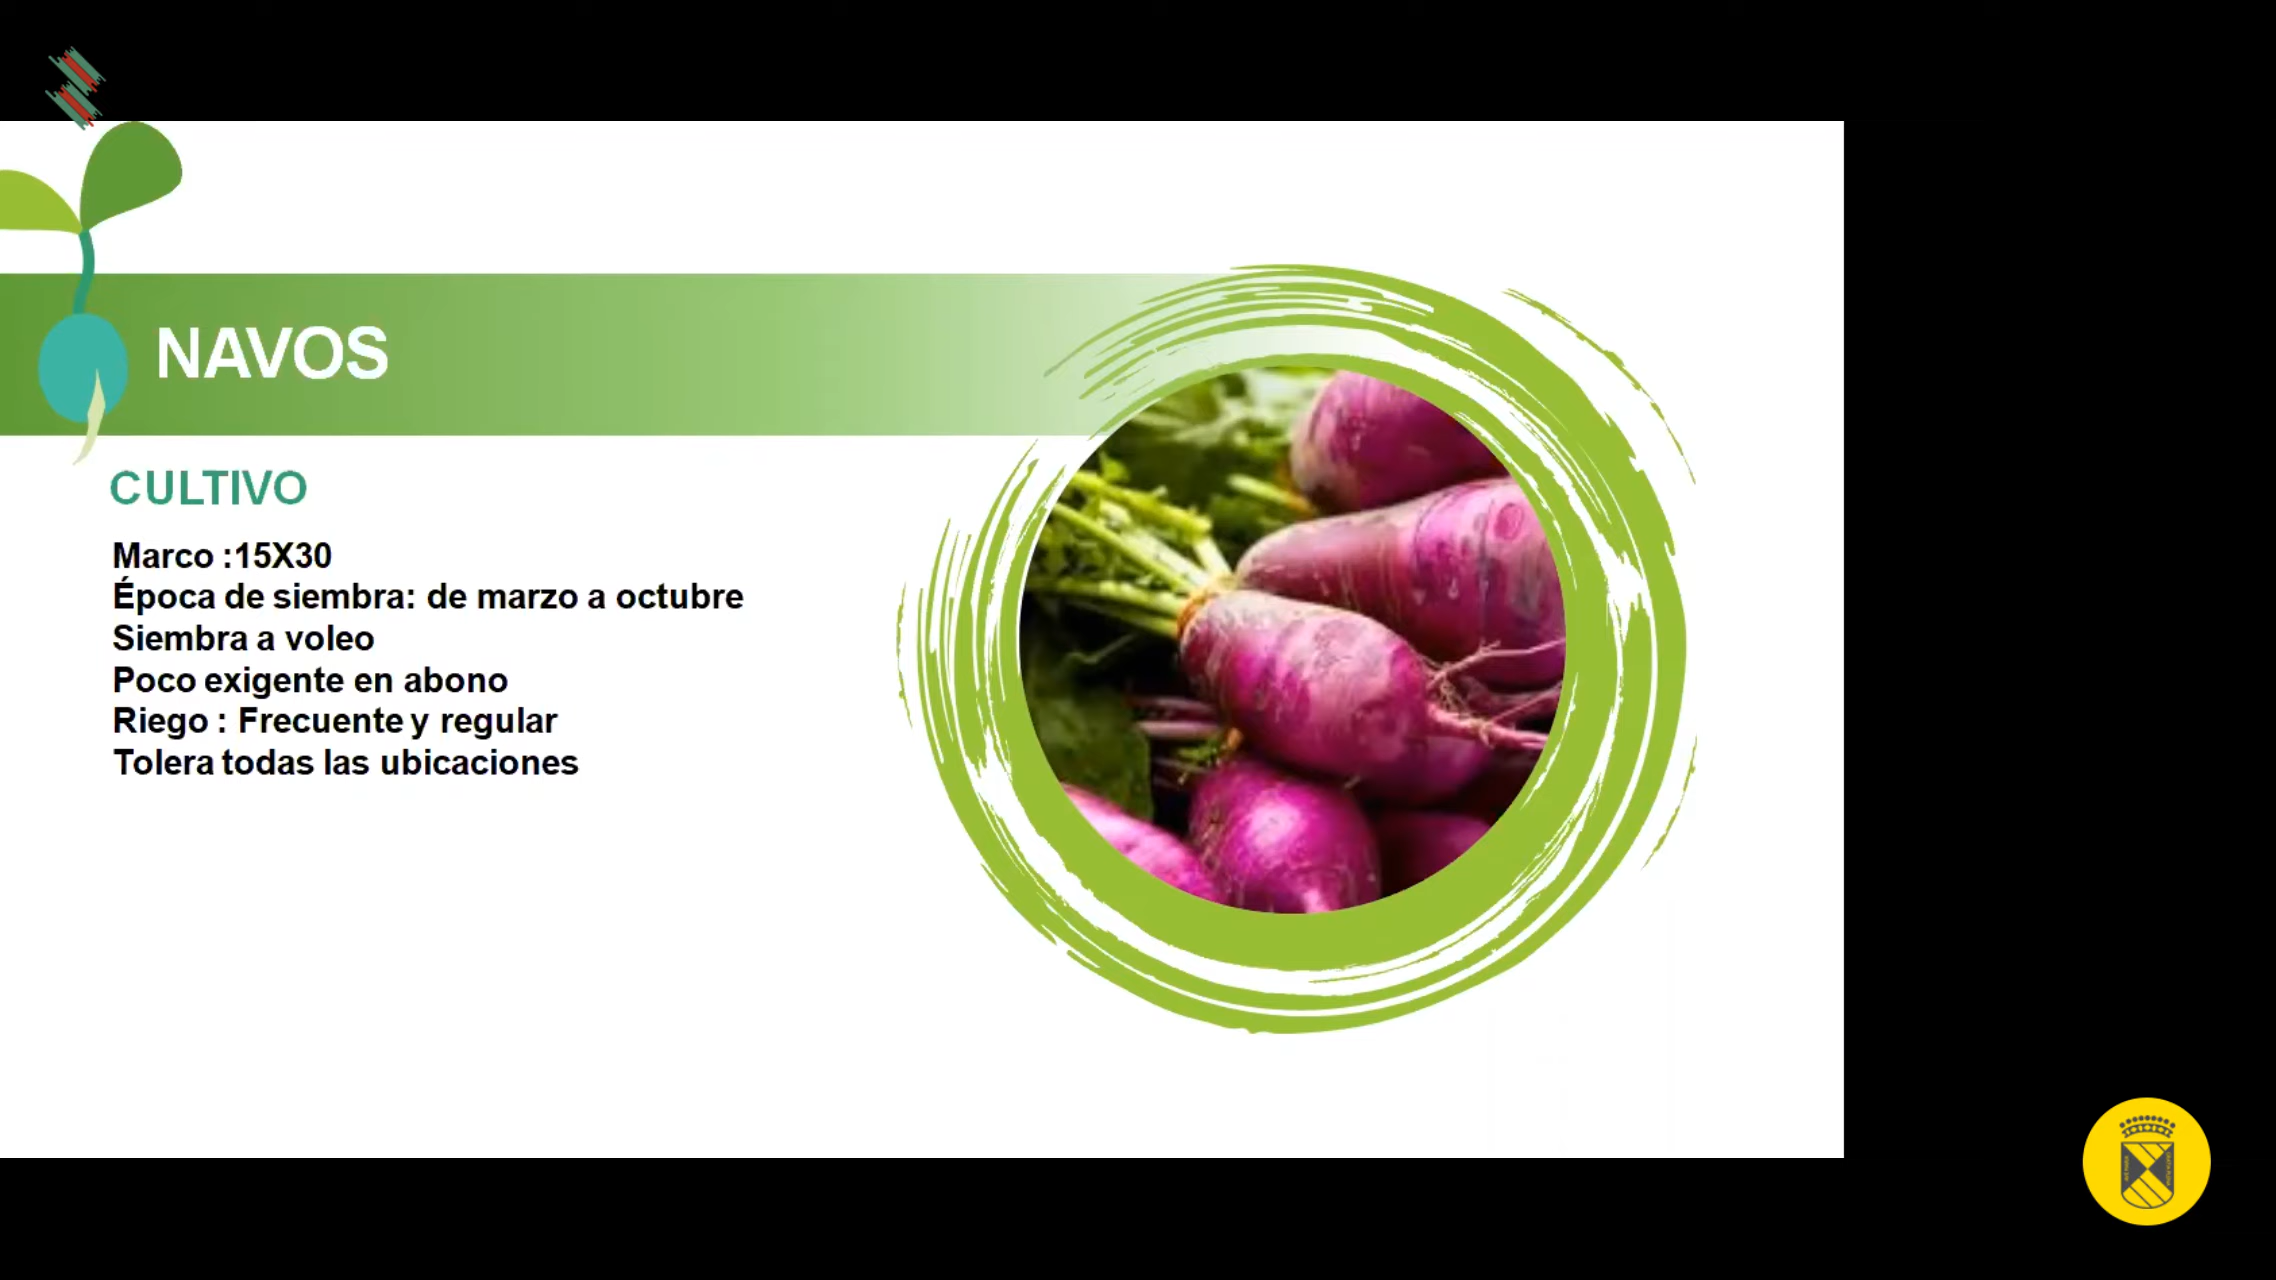 NAVOS
CULTIVO
Marco :15X30
Época de siembra: de marzo a octubre
Siembra a voleo
Poco exigente en abono
Riego : Frecuente y regular
Tolera todas las ubicaciones